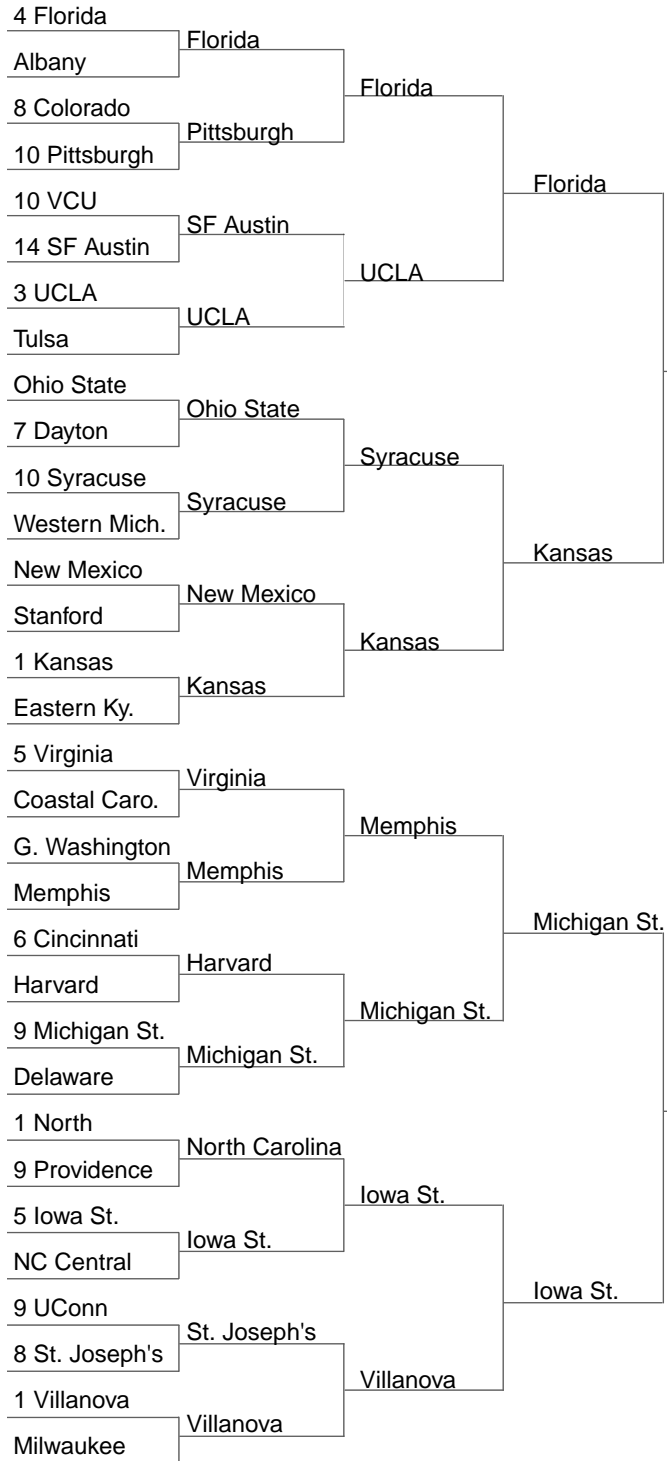 4 Florida
Albany
8 Colorado
10 Pittsburgh
10 VCU
14 SF Austin
3 UCLA
Tulsa
Ohio State
7 Dayton
10 Syracuse
Western Mich.
New Mexico
Stanford
1 Kansas
Eastern Ky.
5 Virginia
Coastal Caro.
G. Washington
Memphis
6 Cincinnati
Harvard
9 Michigan St.
Delaware
1 North
9 Providence
5 Iowa St.
NC Central
9 UConn
8 St. Joseph's
1 Villanova
Milwaukee
Florida
Pittsburgh
SF Austin
UCLA
Ohio State
Syracuse
New Mexico
Kansas
Virginia
Memphis
Harvard
Michigan St.
North Carolina
Iowa St.
St. Joseph's
Villanova
Florida
UCLA
Syracuse
Kansas
Memphis
Michigan St.
Iowa St.
Villanova
Florida
Kansas
Michigan St.
Iowa St.